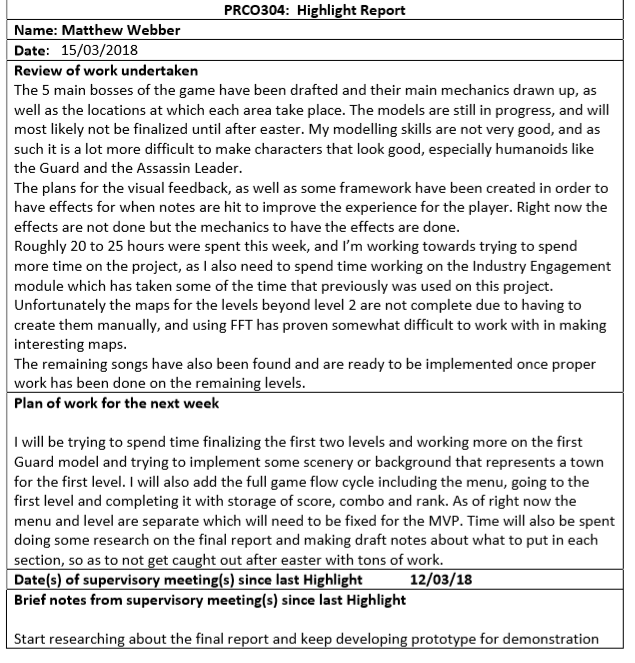 PRCO304: Highlight Report
Name: Matthew Webber
Date: 15/03/2018
Review of work undertaken
The 5 main bosses of the game have been drafted and their main mechanics drawn up, as
well as the locations at which each area take place. The models are still in progress, and will
most likely not be finalized until after easter. My modelling skills are not very good, and as
such it is a lot more difficult to make characters that look good, especially humanoids like
the Guard and the Assassin Leader.
The plans for the visual feedback, as well as some framework have been created in order to
have effects for when notes are hit to improve the experience for the player. Right now the
effects are not done but the mechanics to have the effects are done.
Roughly 20 to 25 hours were spent this week, and I'm working towards trying to spend
more time on the project, as I also need to spend time working on the Industry Engagement
module which has taken some of the time that previously was used on this project.
Unfortunately the maps for the levels beyond level 2 are not complete due to having to
create them manually, and using FFT has proven somewhat difficult to work with in making
interesting maps.
The remaining songs have also been found and are ready to be implemented once proper
work has been done on the remaining levels.
Plan of work for the next week
I will be trying to spend time finalizing the first two levels and working more on the first
Guard model and trying to implement some scenery or background that represents a town
for the first level. I will also add the full game flow cycle including the menu, going to the
first level and completing it with storage of score, combo and rank. As of right now the
menu and level are separate which will need to be fixed for the MVP. Time will also be spent
doing some research on the final report and making draft notes about what to put in each
section, so as to not get caught out after easter with tons of work.
Date(s) of supervisory meeting(s) since last Highlight 12/03/18
Brief notes from supervisory meeting(s) since last Highlight
Start researching about the final report and keep developing prototype for demonstration